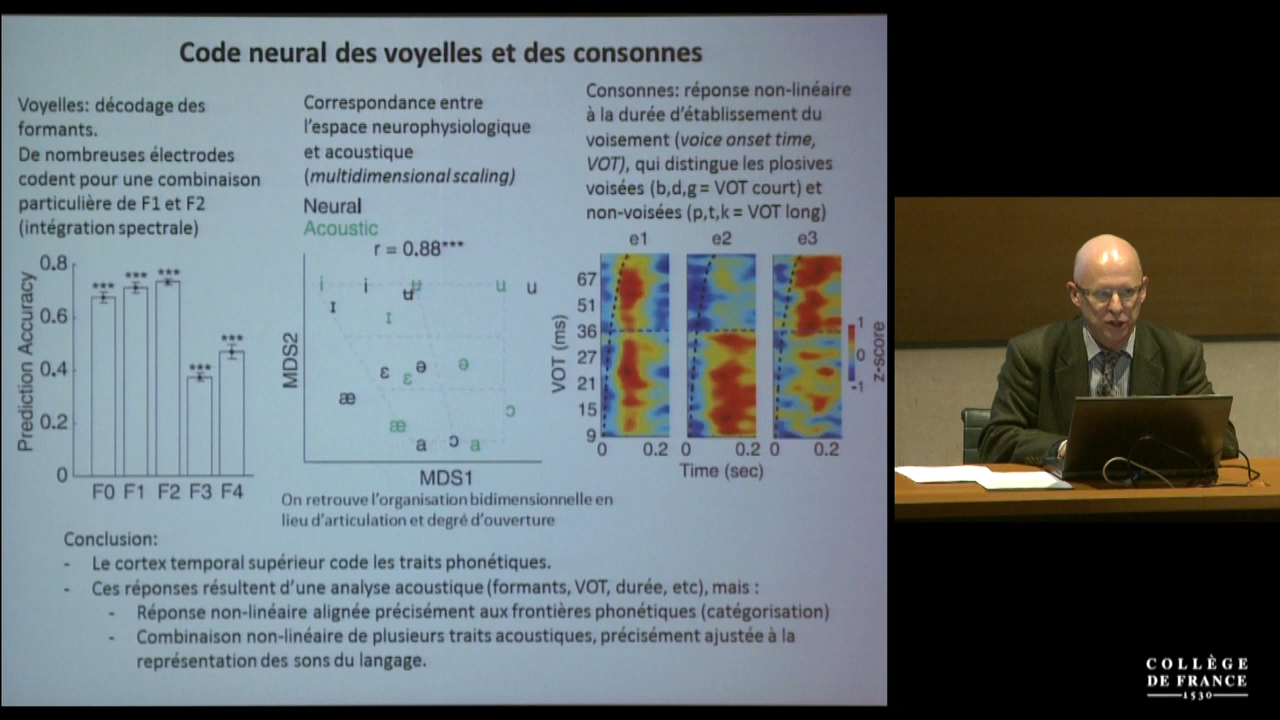 Code neural des voyelles et des consonnes
Voyelles: décodage des
formants.
De nombreuses électrodes
codent pour une combinaison
particulière de F1 et F2
(intégration spectrale)
0.8
0.6
0.4
0.2
0
Prediction Accuracy
***
***
***
***
***
F0 F1 F2 F3 F4
Correspondance entre
l'espace neurophysiologique
et acoustique
(multidimensional scaling)
Neural
Acoustic
r = 0.88***
i i ʉ ʉ u u
ɪ ɪ
ɛ ɛ ə ə
æ ɔ
æ a ɔ a
MDS2
MDS1
On retrouve l'organisation bidimensionnelle en
lieu d'articulation et degré d'ouverture
Consonnes: réponse non-linéaire
à la durée d'établissement du
voisement (voice onset time,
VOT), qui distingue les plosives
voisées (b,d,g = VOT court) et
non-voisées (p,t,k = VOT long)
e1 e2 e3
67
51
36
27
21
15
9
VOT (ms)
0 0.2 0 0.2 0 0.2
Time (sec)
1
0
-1
z-score
Conclusion:
- Le cortex temporal supérieur code les traits phonétiques.
- Ces réponses résultent d'une analyse acoustique (formants, VOT, durée, etc), mais :
- Réponse non-linéaire alignée précisément aux frontières phonétiques (catégorisation)
- Combinaison non-linéaire de plusieurs traits acoustiques, précisément ajustée à la
représentation des sons du langage.
COLLÈGE
DE FRANCE
1530